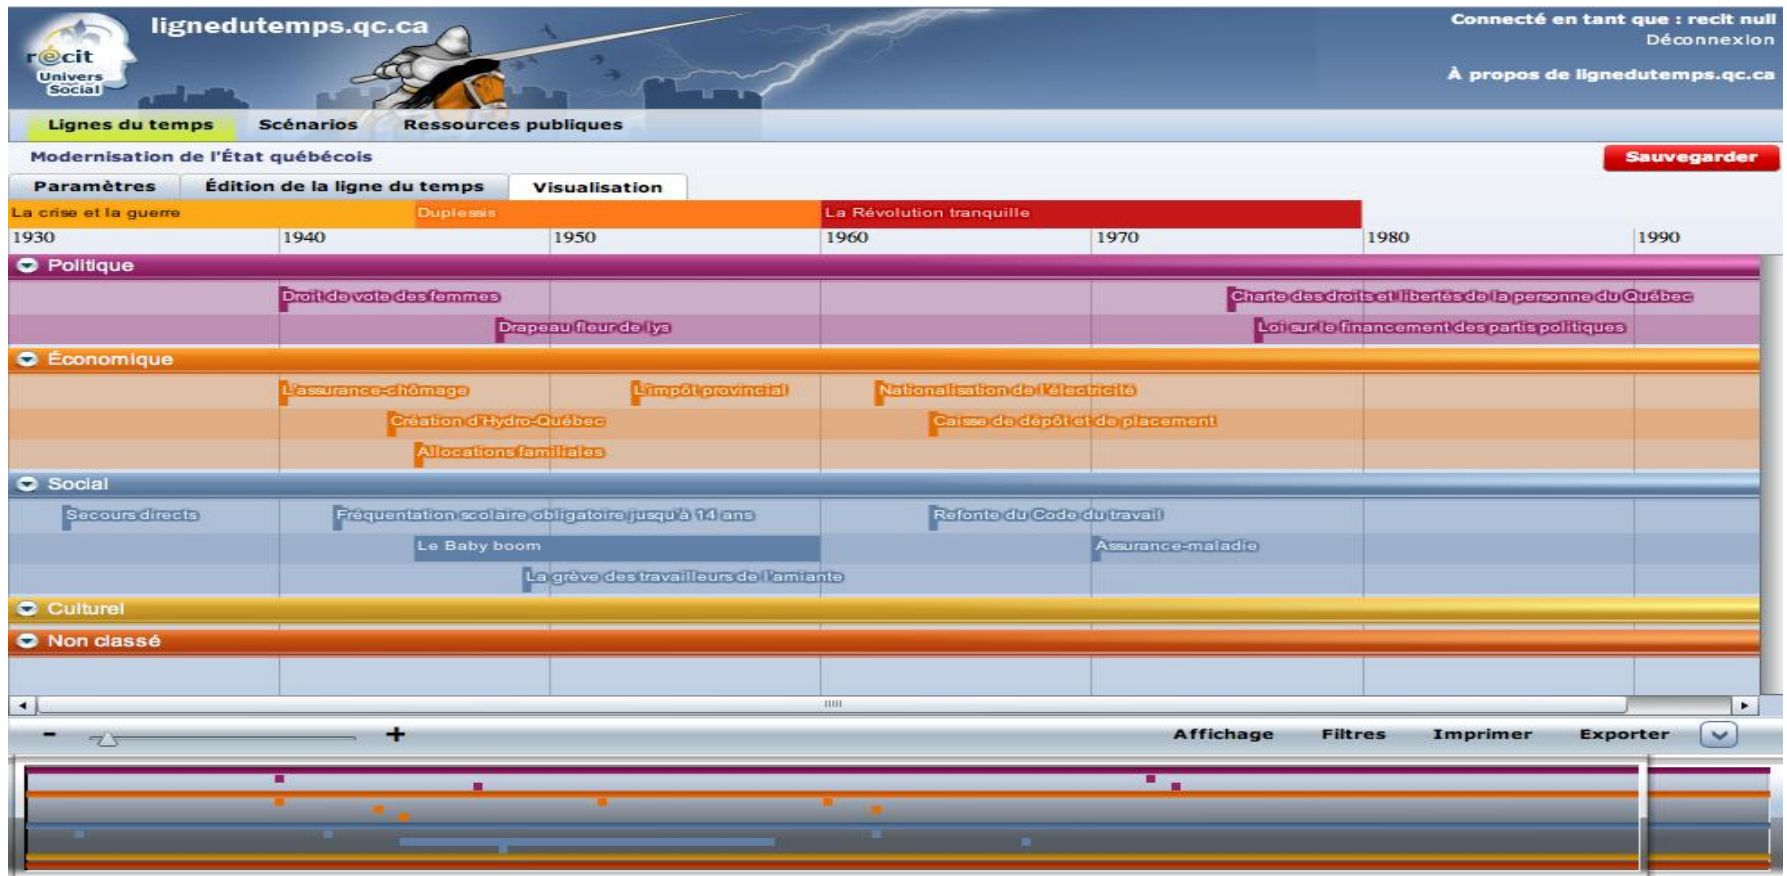 lignedutemps.qc.ca
Connecté en tant que : recit null
Déconnexion
récit
Univers
Social
À propos de lignedutemps.qc.ca
Lignes du temps Scénarios Ressources publiques
Modernisation de l'État québécois Sauvegarder
Paramètres Édition de la ligne du temps Visualisation
La crise et la guerre Duplessis La Révolution tranquille
1930 1940 1950 1960 1970 1980 1990
Politique
Droit de vote des femmes Charte des droits et libertés de la personne du Québec
Drapeau fleur de lys Loi sur le financement des partis politiques
Économique
L'assurance-chômage L'impôt provincial Nationalisation de l'électricité
Création d'Hydro-Québec Caisse de dépôt et de placement
Allocations familiales
Social
Secours directs Fréquentation scolaire obligatoire jusqu'à 14 ans Refonte du Code du travail
Le Baby boom Assurance-maladie
La grève des travailleurs de l'amiante
Culturel
Non classé
- + Affichage Filtres Imprimer Exporter